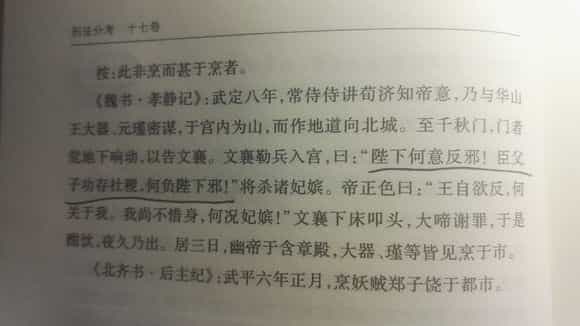 刑法分考　十七卷
按：此非烹而甚于烹者。
《魏书·孝静记》：武定八年，常侍侍讲荀济知帝意，乃与华山
王大器、元瑾密谋，于宫内为山，而作地道向北城。至千秋门，门者
觉地下响动，以告文襄。文襄勒兵入宫，曰：“陛下何意反邪！臣父
子功存社稷，何负陛下邪！”将杀诸妃嫔。帝正色曰：“王自欲反，何
关于我。我尚不惜身，何况妃嫔！”文襄下床叩头，大啼谢罪，于是
酣饮，夜久乃出。居三日，幽帝于含章殿，大器、瑾等皆见烹于市。
《北齐书·后主纪》：武平六年正月，烹妖贼郑子饶于都市。